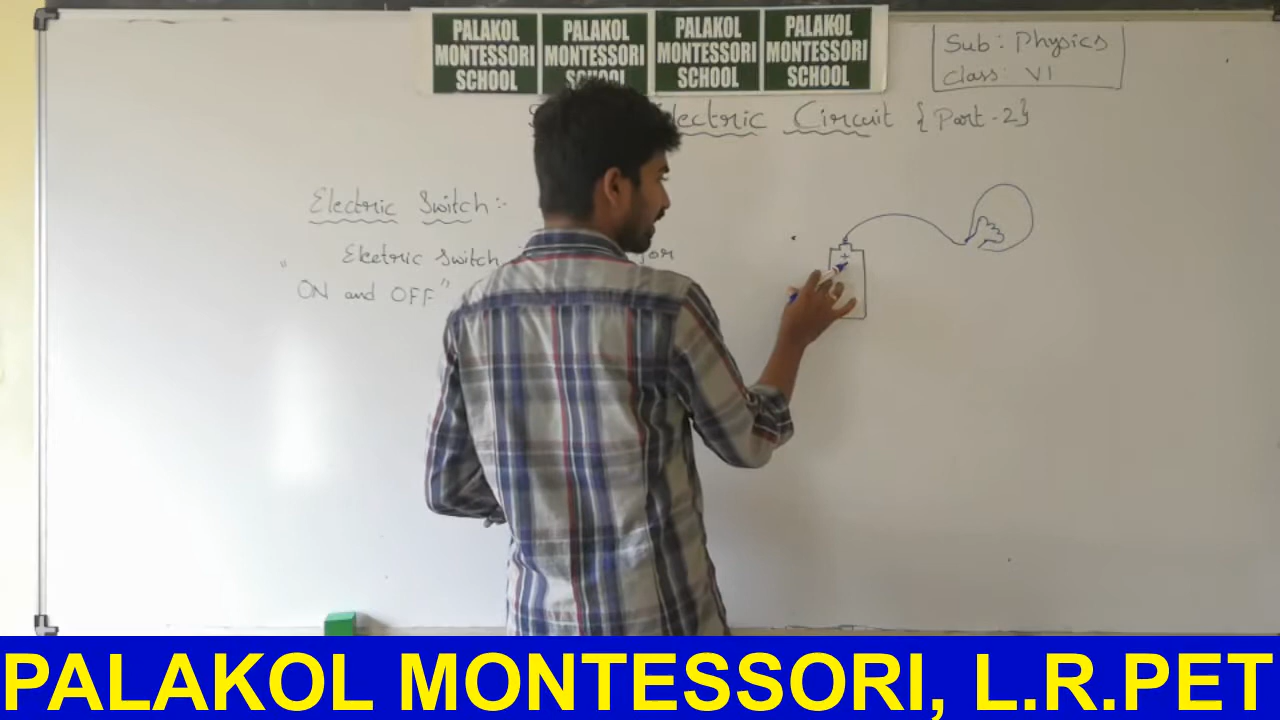 PALAKOL MONTESSORI SCHOOL
PALAKOL MONTESSORI SCHOOL
PALAKOL MONTESSORI SCHOOL
PALAKOL MONTESSORI SCHOOL
Sub: Physics
Class: VI
Circuit {Part-2}
Electric Switch:-
" Electric Switch
ON and OFF"
+
PALAKOL MONTESSORI, L.R.PET